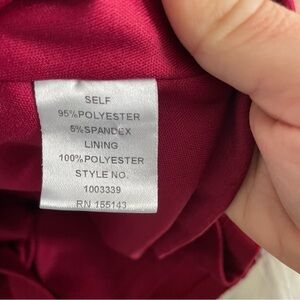 SELF
95%POLYESTER
5%SPANDEX
LINING
100%POLYESTER
STYLE NO.
1003339
RN 155143